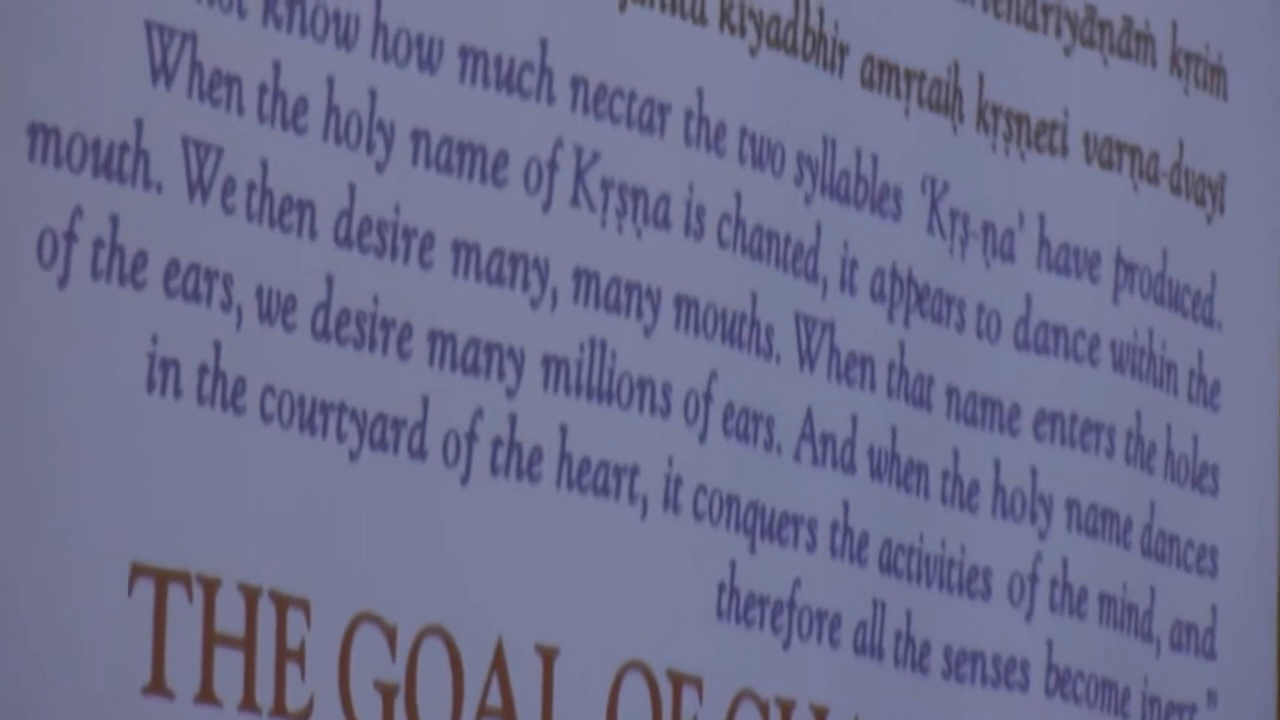 kṛtiṁ
kiyadbhir amṛtaiḥ kṛṣṇeti varṇa-dvayī
know how much nectar the two syllables 'Kṛṣ-ṇa' have produced.
When the holy name of Kṛṣṇa is chanted, it appears to dance within the
mouth. We then desire many, many mouths. When that name enters the holes
of the ears, we desire many millions of ears. And when the holy name dances
in the courtyard of the heart, it conquers the activities of the mind, and
therefore all the senses become inert."
THE GOAL OF